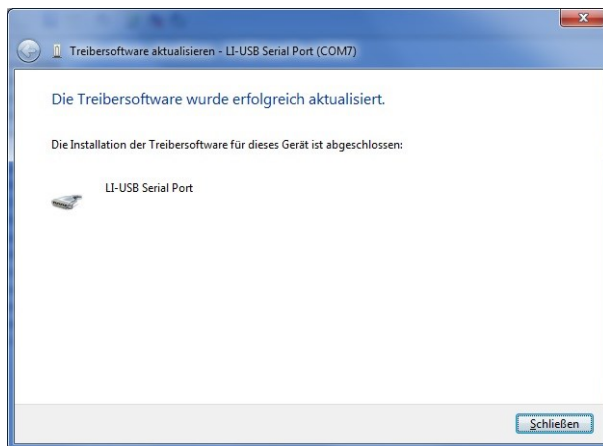 Treibersoftware aktualisieren - LI-USB Serial Port (COM7)
Die Treibersoftware wurde erfolgreich aktualisiert.
Die Installation der Treibersoftware für dieses Gerät ist abgeschlossen:
LI-USB Serial Port
Schließen